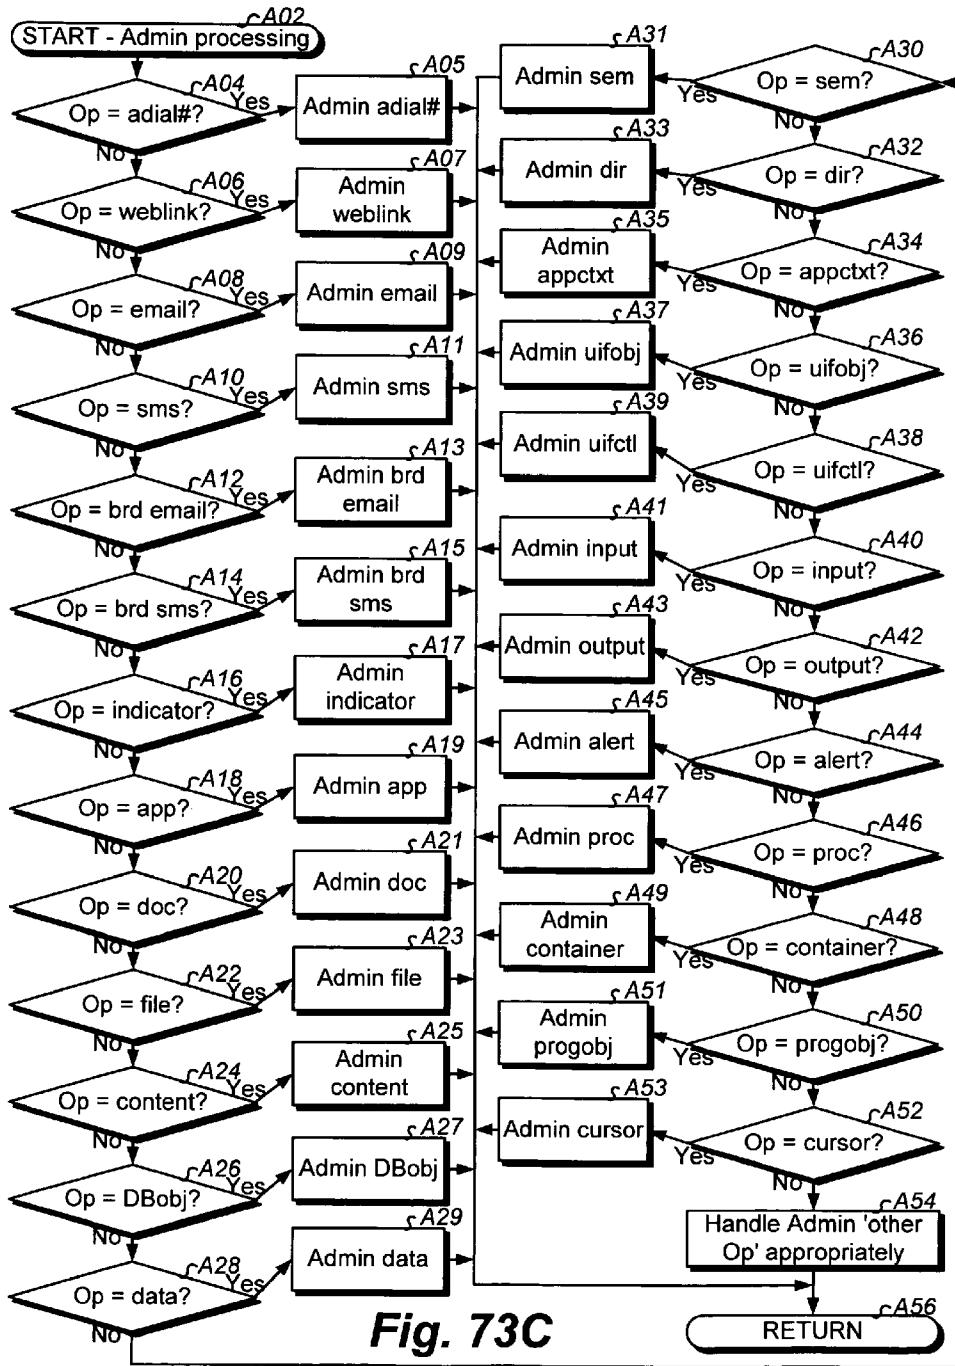 A02
START - Admin processing
A04
Op = adial#?
Yes
No
A05
Admin adial#
A06
Op = weblink?
Yes
No
A07
Admin
weblink
A08
Op = email?
Yes
No
A09
Admin email
A10
Op = sms?
Yes
No
A11
Admin sms
A12
Op = brd email?
Yes
No
A13
Admin brd
email
A14
Op = brd sms?
Yes
No
A15
Admin brd
sms
A16
Op = indicator?
Yes
No
A17
Admin
indicator
A18
Op = app?
Yes
No
A19
Admin app
A20
Op = doc?
Yes
No
A21
Admin doc
A22
Op = file?
Yes
No
A23
Admin file
A24
Op = content?
Yes
No
A25
Admin
content
A26
Op = DBobj?
Yes
No
A27
Admin DBobj
A28
Op = data?
Yes
No
A29
Admin data
A30
Op = sem?
Yes
No
A31
Admin sem
A32
Op = dir?
Yes
No
A33
Admin dir
A34
Op = appctxt?
Yes
No
A35
Admin
appctxt
A36
Op = uifobj?
Yes
No
A37
Admin uifobj
A38
Op = uifctl?
Yes
No
A39
Admin uifctl
A40
Op = input?
Yes
No
A41
Admin input
A42
Op = output?
Yes
No
A43
Admin output
A44
Op = alert?
Yes
No
A45
Admin alert
A46
Op = proc?
Yes
No
A47
Admin proc
A48
Op = container?
Yes
No
A49
Admin
container
A50
Op = progobj?
Yes
No
A51
Admin
progobj
A52
Op = cursor?
Yes
No
A53
Admin cursor
A54
Handle Admin 'other
Op' appropriately
A56
RETURN
Fig. 73C